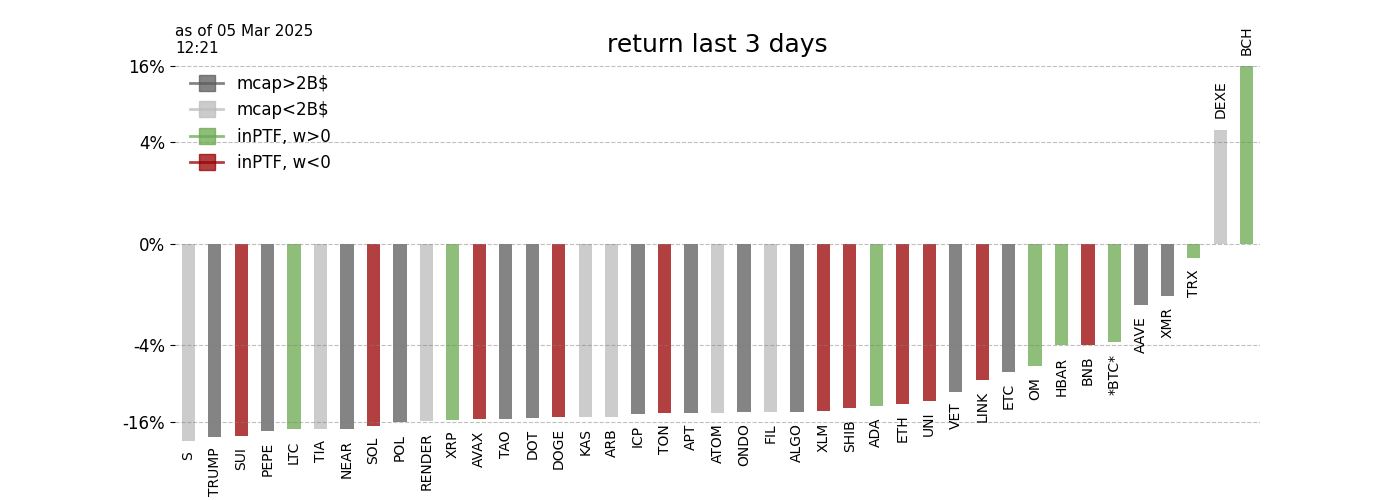 as of 05 Mar 2025
12:21
return last 3 days
16%
4%
0%
-4%
-16%
mcap>2B$
mcap<2B$
inPTF, w>0
inPTF, w<0
S
TRUMP
SUI
PEPE
LTC
TIA
NEAR
SOL
POL
RENDER
XRP
AVAX
TAO
DOT
DOGE
KAS
ARB
ICP
TON
APT
ATOM
ONDO
FIL
ALGO
XLM
SHIB
ADA
ETH
UNI
VET
LINK
ETC
OM
HBAR
BNB
*BTC*
AAVE
XMR
TRX
DEXE
BCH